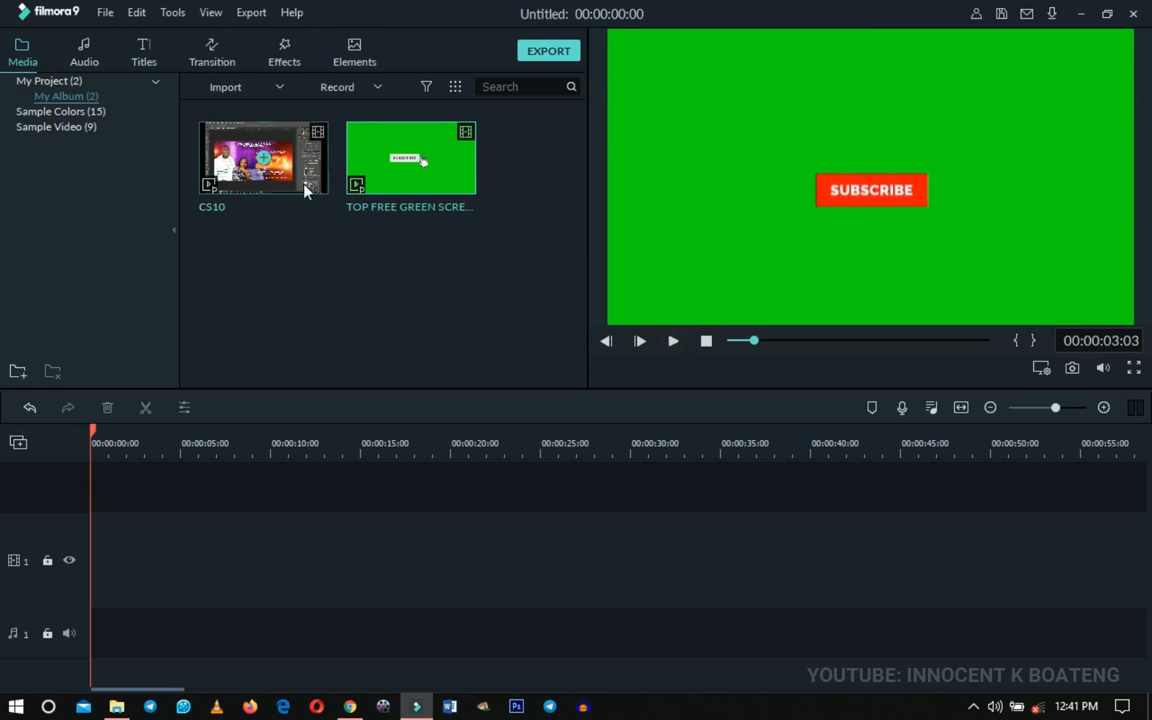 filmora9 File Edit Tools View Export Help Untitled: 00:00:00:00
Media Audio Titles Transition Effects Elements EXPORT
My Project (2)
My Album (2)
Sample Colors (15)
Sample Video (9)
Import Record Search
CS10 TOP FREE GREEN SCRE...
SUBSCRIBE
00:00:03:03
00:00:00:00 00:00:05:00 00:00:10:00 00:00:15:00 00:00:20:00 00:00:25:00 00:00:30:00 00:00:35:00 00:00:40:00 00:00:45:00 00:00:50:00 00:00:55:00
1
1
YOUTUBE: INNOCENT K BOATENG
12:41 PM